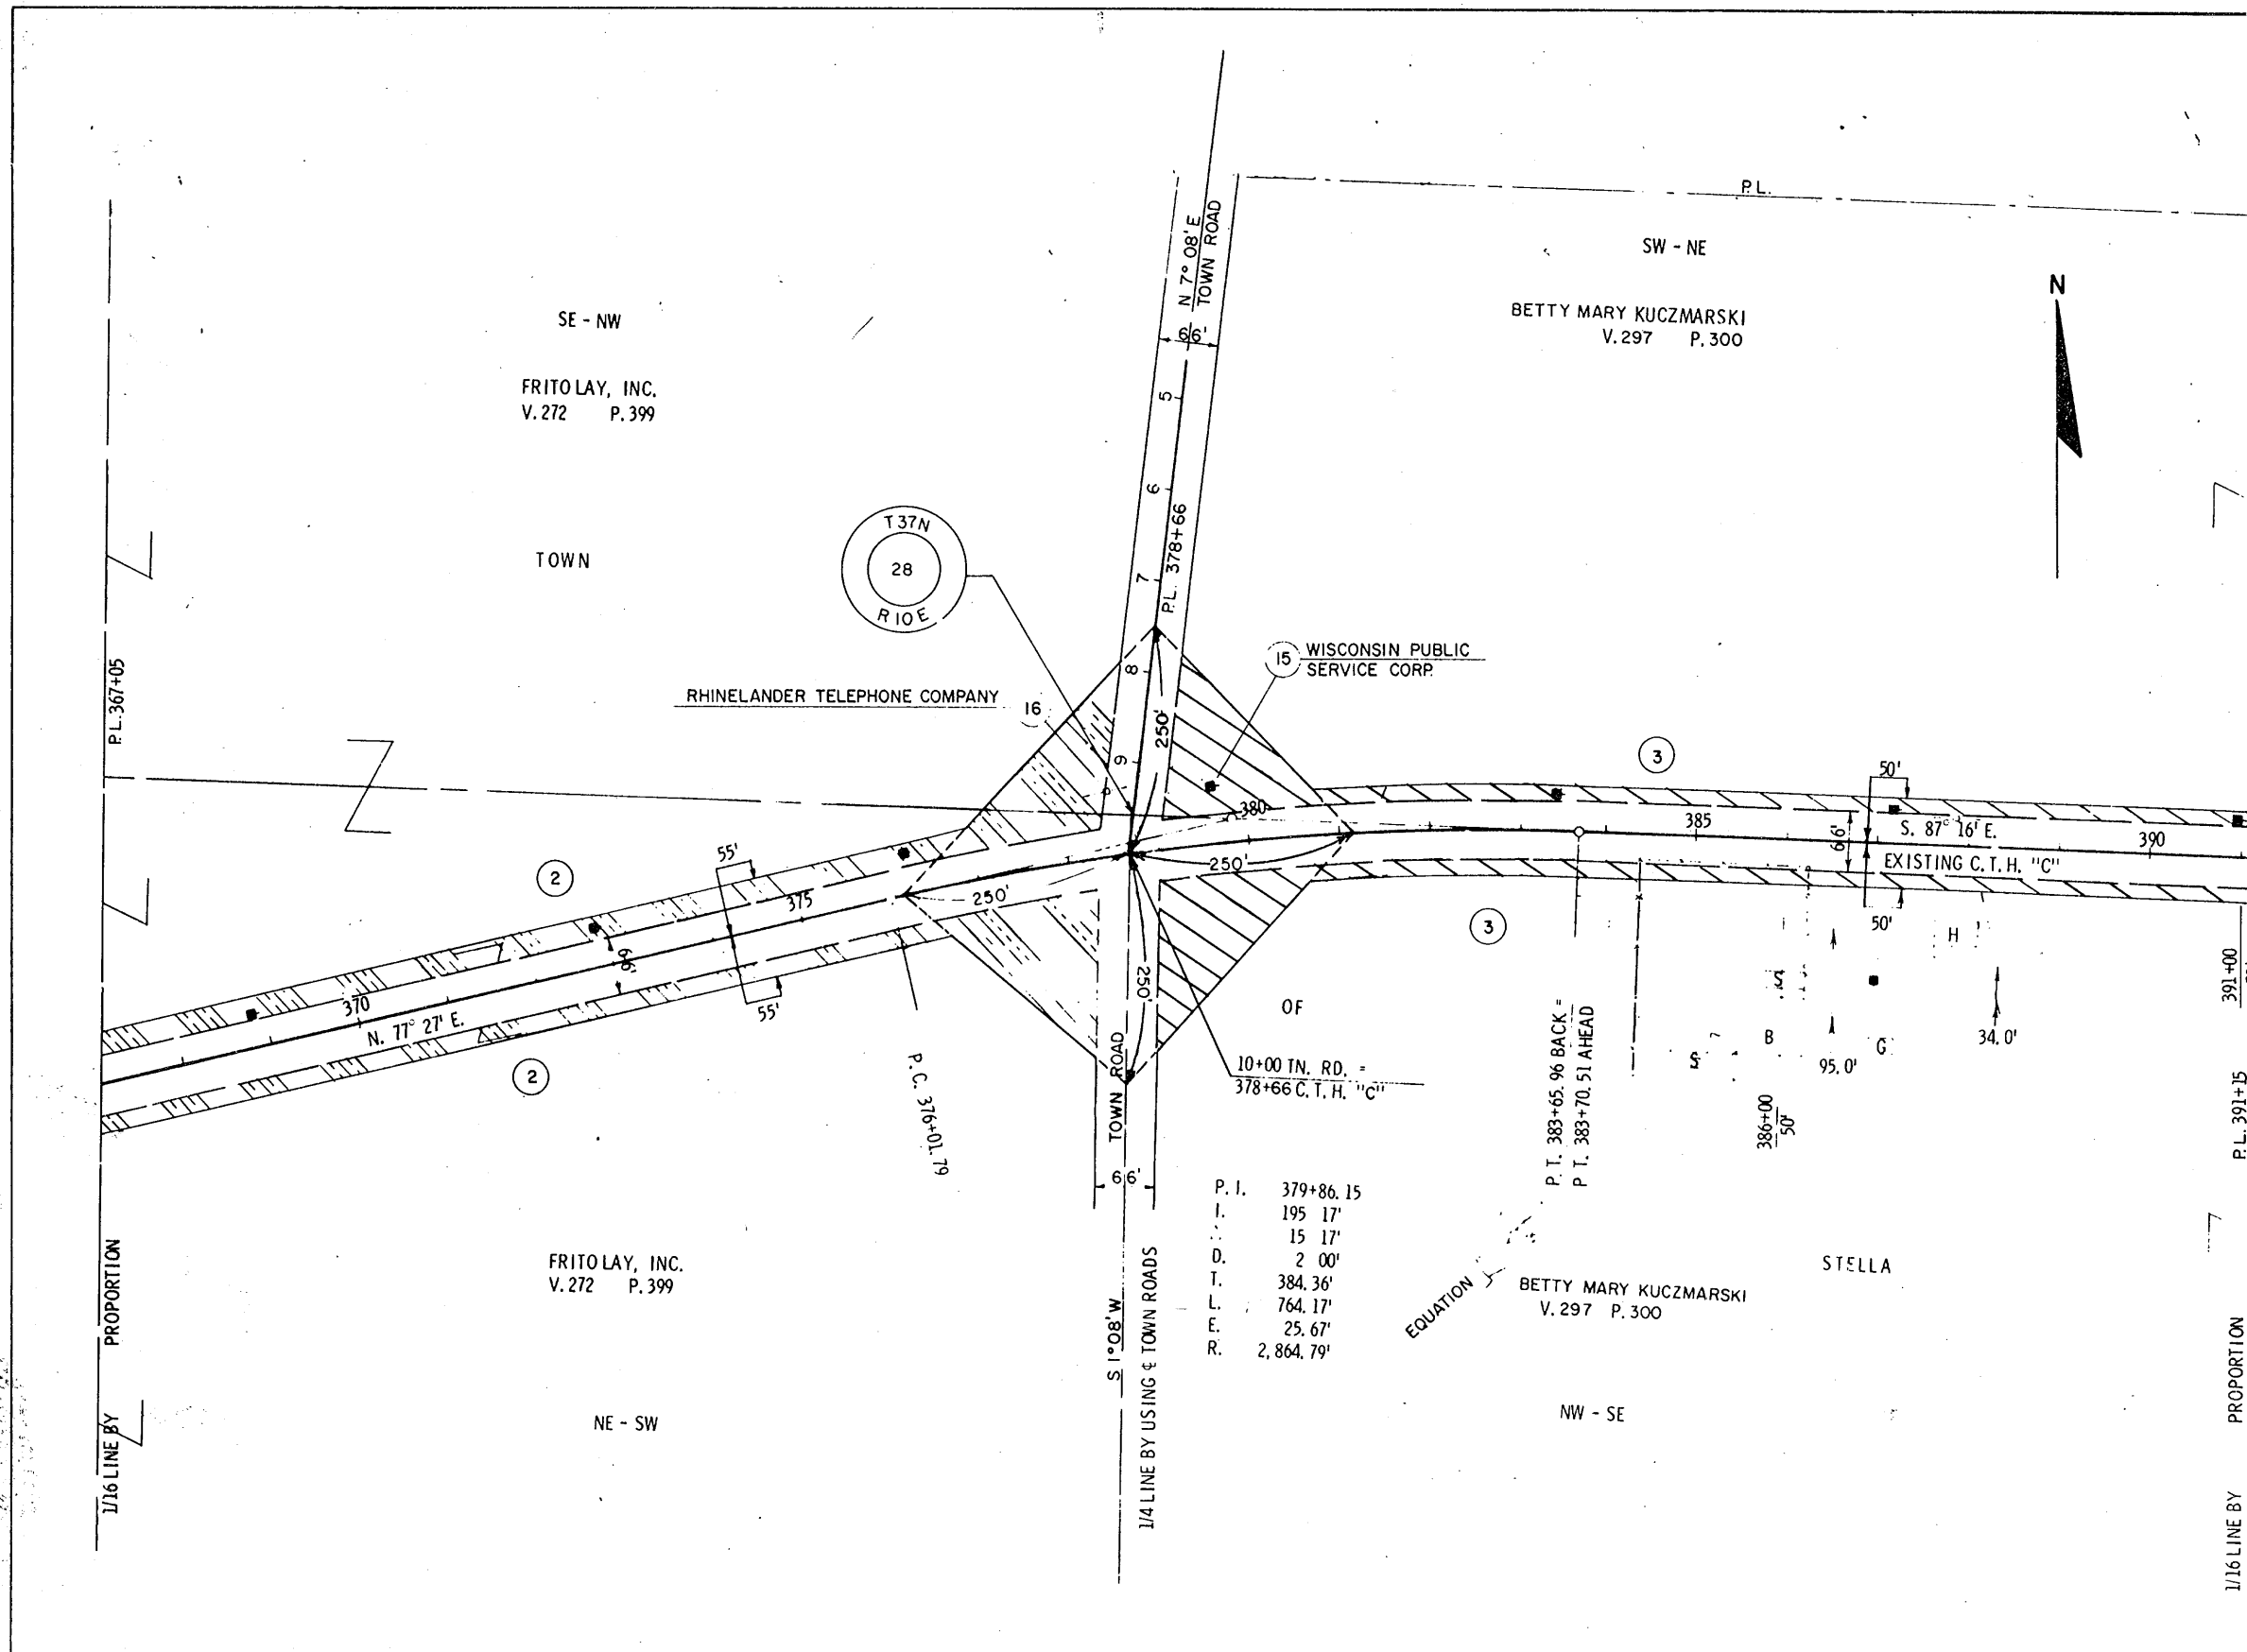 P.L.
SW - NE
BETTY MARY KUCZMARSKI
V. 297 P. 300
N
N 7° 08' E
TOWN ROAD
66'
SE - NW
FRITO LAY, INC.
V. 272 P. 399
5
6
7
8
9
P.L. 378+66
T 37N
28
R 10 E
TOWN
P.L. 367+05
RHINELANDER TELEPHONE COMPANY
16
15
WISCONSIN PUBLIC
SERVICE CORP.
250'
3
50'
380
385
S. 87° 16' E.
390
66'
EXISTING C.T.H. "C"
250'
2
55'
375
250'
3
50'
H
66'
370
N. 77° 27' E.
55'
2
250'
OF
S
B
G
95.0'
34.0'
391+00
P.L. 391+15
P.C. 376+01.79
TOWN ROAD
66'
10+00 TN. RD. =
378+66 C.T.H. "C"
P.T. 383+65.96 BACK =
P.T. 383+70.51 AHEAD
386+00
50'
P.I. 379+86.15
I. 195 17'
15 17'
D. 2 00'
T. 384.36'
L. 764.17'
E. 25.67'
R. 2,864.79'
EQUATION
STELLA
BETTY MARY KUCZMARSKI
V. 297 P. 300
FRITO LAY, INC.
V. 272 P. 399
NE - SW
NW - SE
1/16 LINE BY PROPORTION
S 1° 08' W
1/4 LINE BY USING ℄ TOWN ROADS
1/16 LINE BY PROPORTION